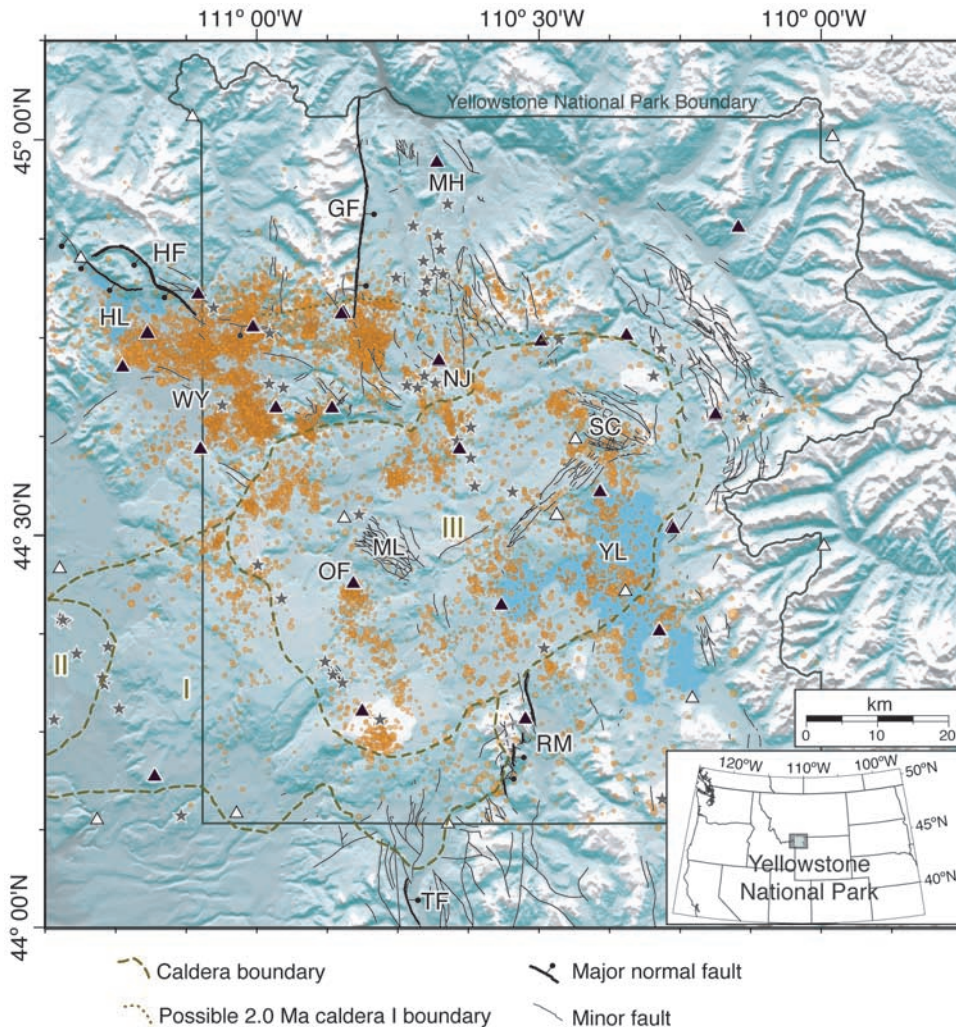 111° 00'W 110° 30'W 110° 00'W
Yellowstone National Park Boundary
45° 00'N
MH
GF
HF
HL
NJ
WY
SC
44° 30'N
III
ML
YL
OF
II
I
km
0 10 20
RM
120°W 110°W 100°W
50°N
45°N
40°N
Yellowstone
National Park
TF
44° 00'N
Caldera boundary
Major normal fault
Possible 2.0 Ma caldera I boundary
Minor fault